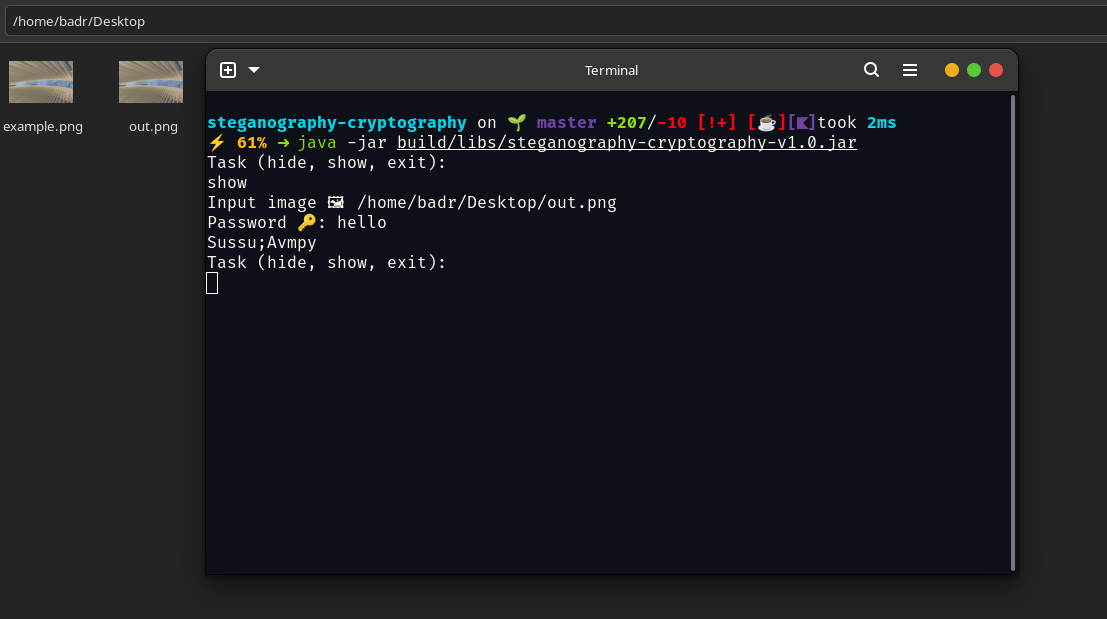 /home/badr/Desktop
example.png
out.png
Terminal
steganography-cryptography on 🌱 master +207/-10 [!+] [☕][]took 2ms
⚡ 61% ➜ java -jar build/libs/steganography-cryptography-v1.0.jar
Task (hide, show, exit):
show
Input image 🖼 /home/badr/Desktop/out.png
Password 🔑: hello
Sussu;Avmpy
Task (hide, show, exit):